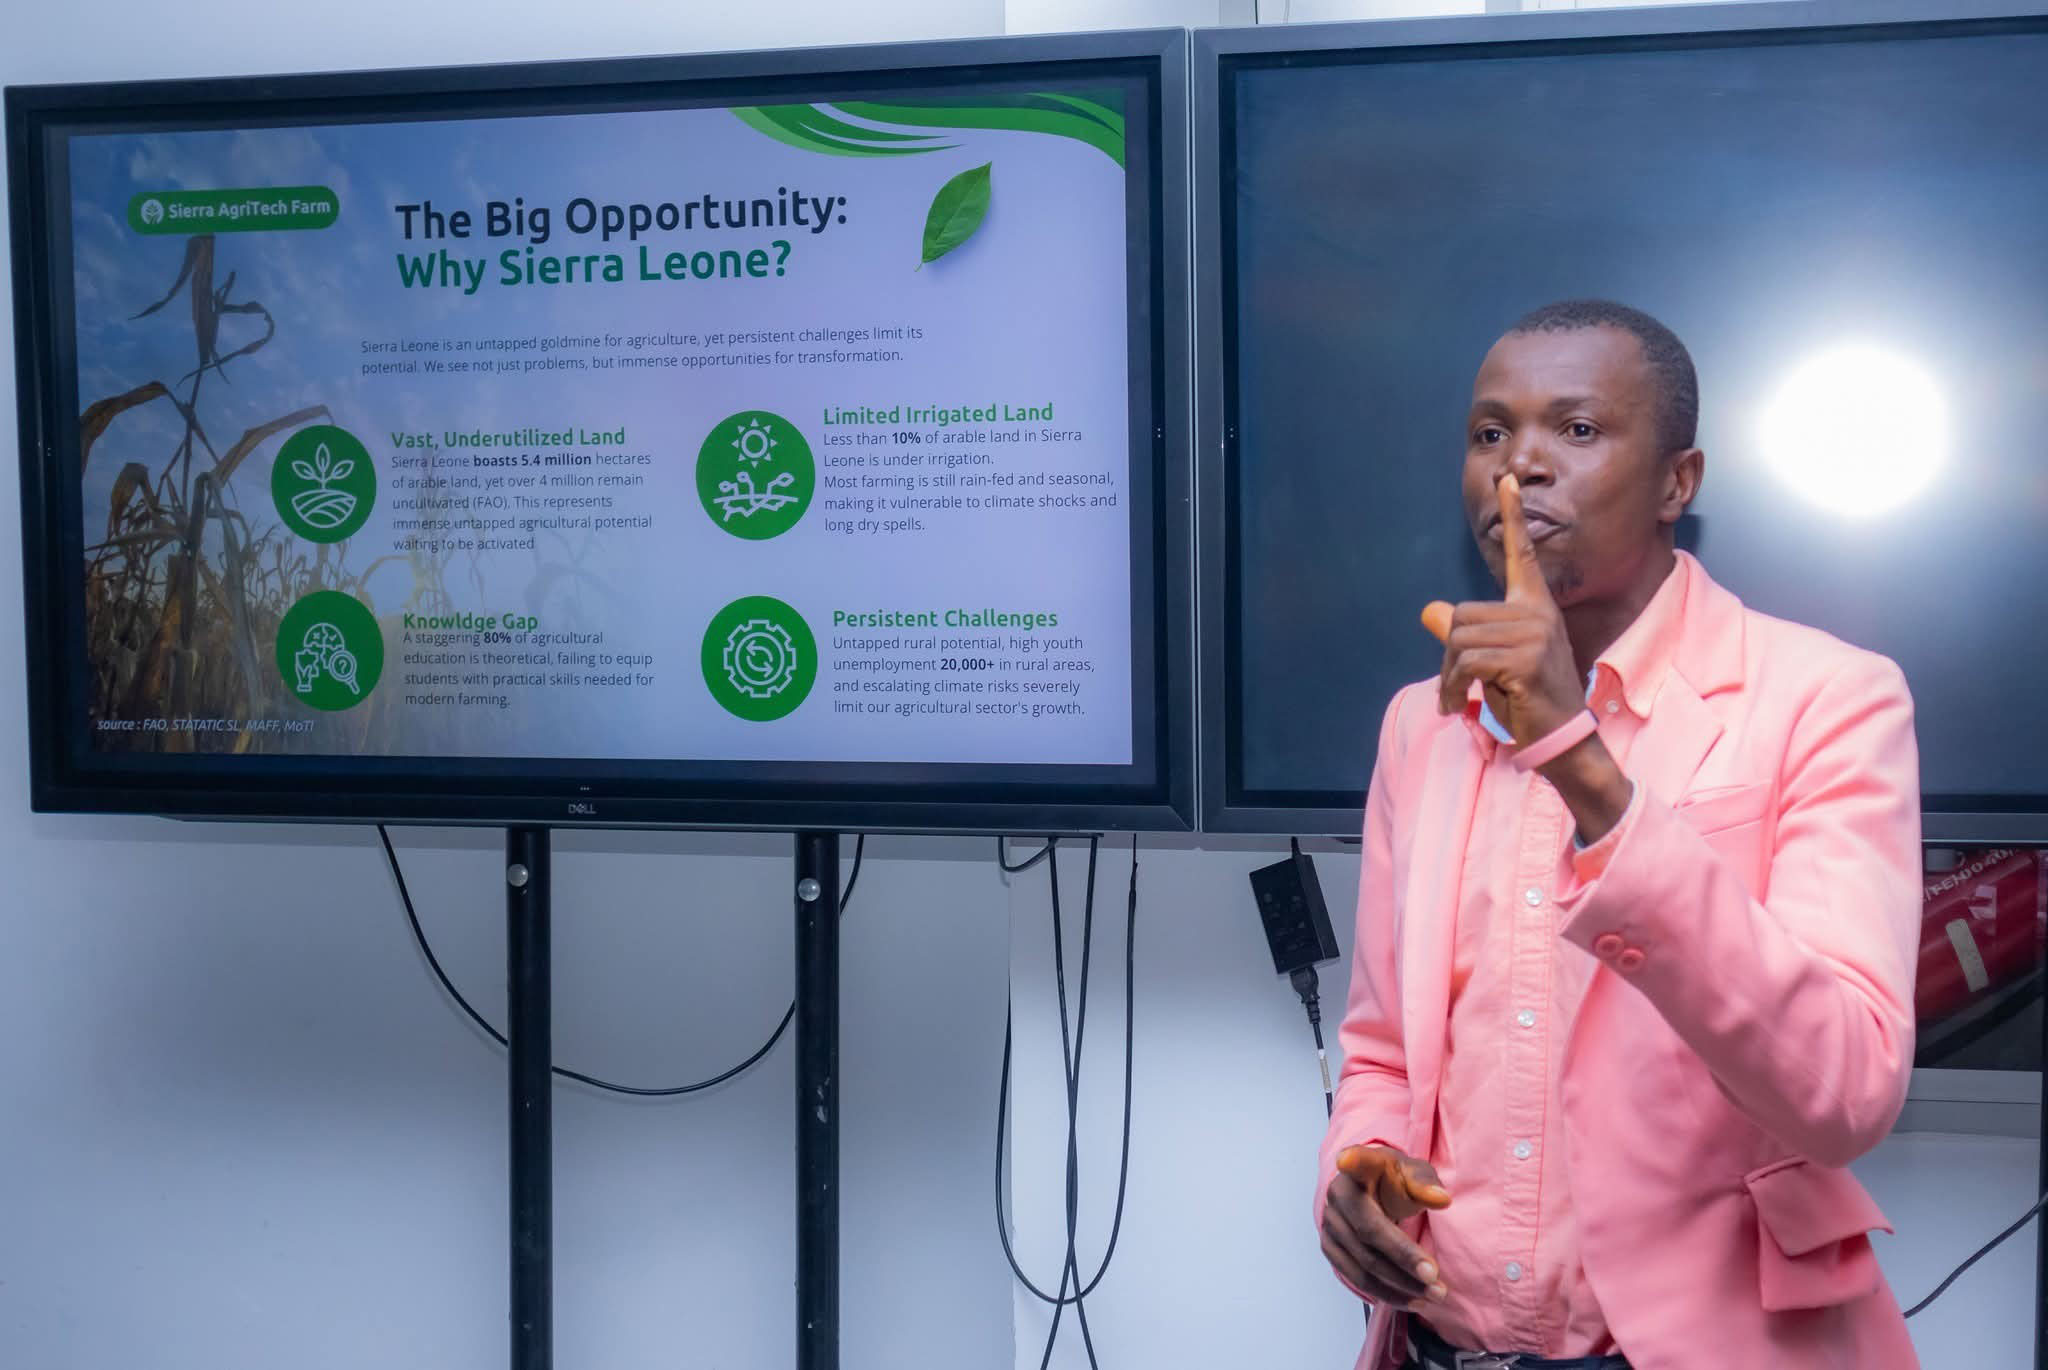 Sierra AgriTech Farm
The Big Opportunity:
Why Sierra Leone?
Sierra Leone is an untapped goldmine for agriculture, yet persistent challenges limit its
potential. We see not just problems, but immense opportunities for transformation.
Vast, Underutilized Land
Sierra Leone boasts 5.4 million hectares
of arable land, yet over 4 million remain
uncultivated (FAO). This represents
immense untapped agricultural potential
waiting to be activated
Limited Irrigated Land
Less than 10% of arable land in Sierra
Leone is under irrigation.
Most farming is still rain-fed and seasonal,
making it vulnerable to climate shocks and
long dry spells.
Knowldge Gap
A staggering 80% of agricultural
education is theoretical, failing to equip
students with practical skills needed for
modern farming.
Persistent Challenges
Untapped rural potential, high youth
unemployment 20,000+ in rural areas,
and escalating climate risks severely
limit our agricultural sector's growth.
source : FAO, STATATIC SL, MAFF, MoTI
DELL